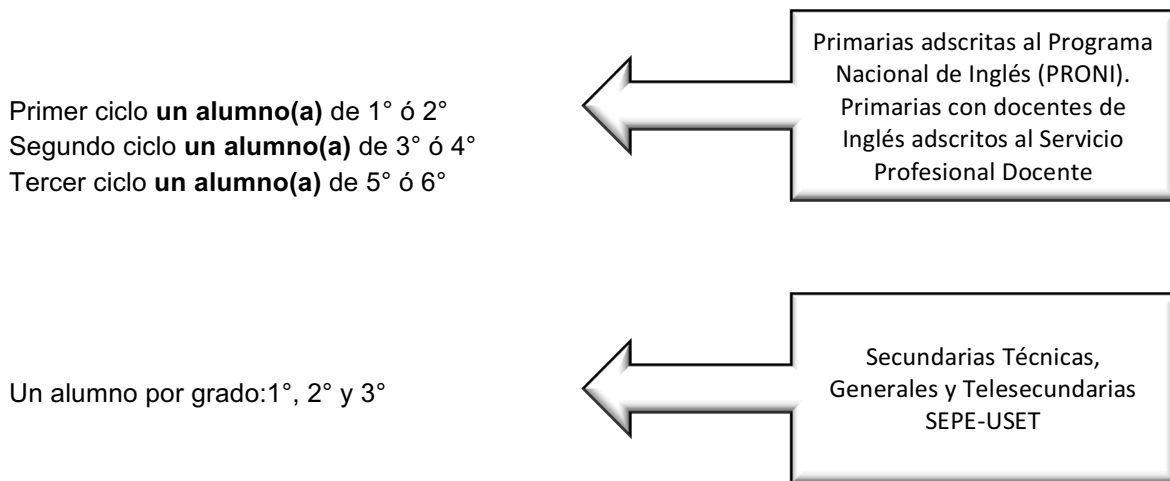 Primarias adscritas al Programa
Nacional de Inglés (PRONI).
Primarias con docentes de
Inglés adscritos al Servicio
Profesional Docente
Primer ciclo un alumno(a) de 1° ó 2°
Segundo ciclo un alumno(a) de 3° ó 4°
Tercer ciclo un alumno(a) de 5° ó 6°
Secundarias Técnicas,
Generales y Telesecundarias
SEPE-USET
Un alumno por grado:1°, 2° y 3°